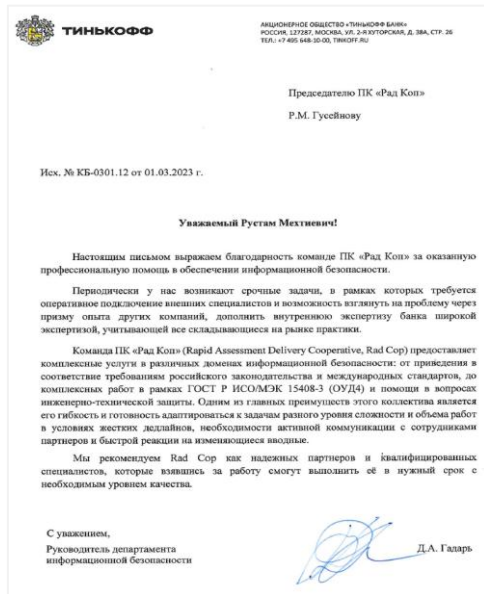 ТИНЬКОФФ
АКЦИОНЕРНОЕ ОБЩЕСТВО «ТИНЬКОФФ БАНК»
РОССИЯ, 127287, МОСКВА, УЛ. 2-Я ХУТОРСКАЯ, Д. 38А, СТР. 26
ТЕЛ.: +7 495 648-10-00, TINKOFF.RU
Председателю ПК «Рад Коп»
Р.М. Гусейнову
Исх. № КБ-0301.12 от 01.03.2023 г.
Уважаемый Рустам Мехтиевич!
Настоящим письмом выражаем благодарность команде ПК «Рад Коп» за оказанную
профессиональную помощь в обеспечении информационной безопасности.
Периодически у нас возникают срочные задачи, в рамках которых требуется
оперативное подключение внешних специалистов и возможность взглянуть на проблему через
призму опыта других компаний, дополнить внутреннюю экспертизу банка широкой
экспертизой, учитывающей все складывающиеся на рынке практики.
Команда ПК «Рад Коп» (Rapid Assessment Delivery Cooperative, Rad Cop) предоставляет
комплексные услуги в различных доменах информационной безопасности: от приведения в
соответствие требованиям российского законодательства и международных стандартов, до
комплексных работ в рамках ГОСТ Р ИСО/МЭК 15408-3 (ОУД4) и помощи в вопросах
инженерно-технической защиты. Одним из главных преимуществ этого коллектива является
его гибкость и готовность адаптироваться к задачам разного уровня сложности и объема работ
в условиях жестких дедлайнов, необходимости активной коммуникации с сотрудниками
партнеров и быстрой реакции на изменяющиеся вводные.
Мы рекомендуем Rad Cop как надежных партнеров и квалифицированных
специалистов, которые взявшись за работу смогут выполнить её в нужный срок с
необходимым уровнем качества.
С уважением,
Руководитель департамента
информационной безопасности
Д.А. Гадарь